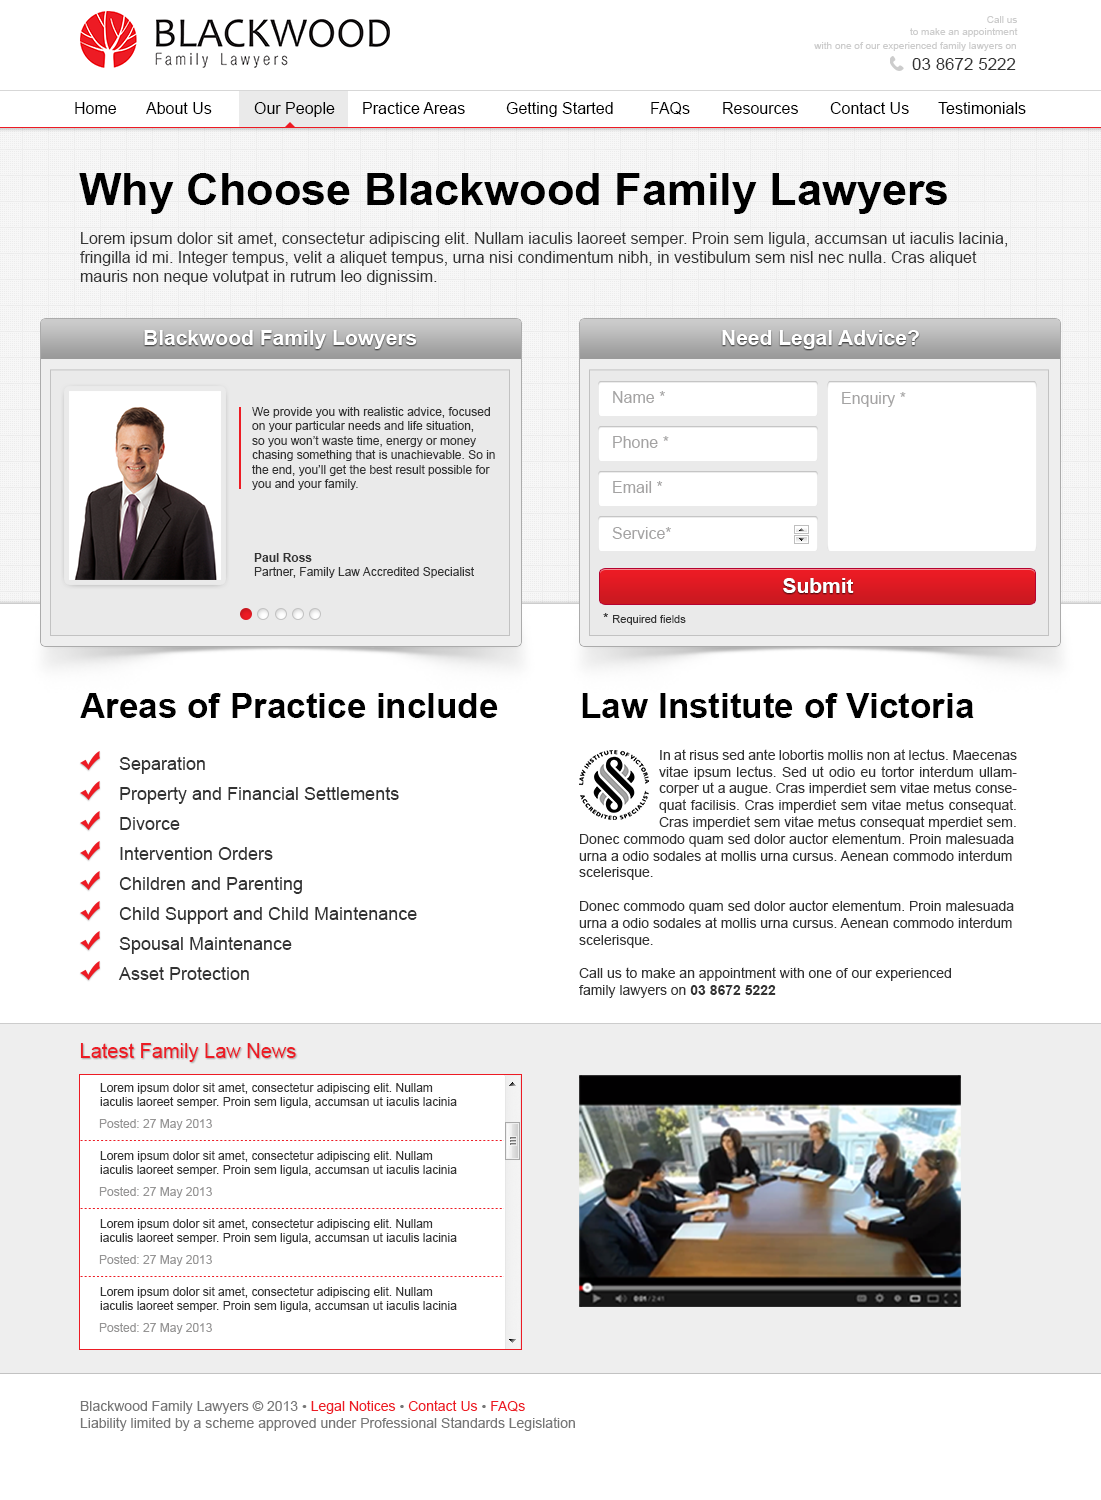 BLACKWOOD
Family Lawyers
Call us
to make an appointment
with one of our experienced family lawyers on
03 8672 5222
Home About Us Our People Practice Areas Getting Started FAQs Resources Contact Us Testimonials
Why Choose Blackwood Family Lawyers
Lorem ipsum dolor sit amet, consectetur adipiscing elit. Nullam iaculis laoreet semper. Proin sem ligula, accumsan ut iaculis lacinia,
fringilla id mi. Integer tempus, velit a aliquet tempus, urna nisi condimentum nibh, in vestibulum sem nisl nec nulla. Cras aliquet
mauris non neque volutpat in rutrum leo dignissim.
Blackwood Family Lowyers
We provide you with realistic advice, focused
on your particular needs and life situation,
so you won’t waste time, energy or money
chasing something that is unachievable. So in
the end, you’ll get the best result possible for
you and your family.
Paul Ross
Partner, Family Law Accredited Specialist
Need Legal Advice?
Name *
Phone *
Email *
Service*
Enquiry *
Submit
* Required fields
Areas of Practice include
Separation
Property and Financial Settlements
Divorce
Intervention Orders
Children and Parenting
Child Support and Child Maintenance
Spousal Maintenance
Asset Protection
Law Institute of Victoria
LAW INSTITUTE OF VICTORIA
ACCREDITED SPECIALIST
In at risus sed ante lobortis mollis non at lectus. Maecenas
vitae ipsum lectus. Sed ut odio eu tortor interdum ullam-
corper ut a augue. Cras imperdiet sem vitae metus conse-
quat facilisis. Cras imperdiet sem vitae metus consequat.
Cras imperdiet sem vitae metus consequat mperdiet sem.
Donec commodo quam sed dolor auctor elementum. Proin malesuada
urna a odio sodales at mollis urna cursus. Aenean commodo interdum
scelerisque.
Donec commodo quam sed dolor auctor elementum. Proin malesuada
urna a odio sodales at mollis urna cursus. Aenean commodo interdum
scelerisque.
Call us to make an appointment with one of our experienced
family lawyers on 03 8672 5222
Latest Family Law News
Lorem ipsum dolor sit amet, consectetur adipiscing elit. Nullam
iaculis laoreet semper. Proin sem ligula, accumsan ut iaculis lacinia
Posted: 27 May 2013
Lorem ipsum dolor sit amet, consectetur adipiscing elit. Nullam
iaculis laoreet semper. Proin sem ligula, accumsan ut iaculis lacinia
Posted: 27 May 2013
Lorem ipsum dolor sit amet, consectetur adipiscing elit. Nullam
iaculis laoreet semper. Proin sem ligula, accumsan ut iaculis lacinia
Posted: 27 May 2013
Lorem ipsum dolor sit amet, consectetur adipiscing elit. Nullam
iaculis laoreet semper. Proin sem ligula, accumsan ut iaculis lacinia
Posted: 27 May 2013
0:01 / 2:41
Blackwood Family Lawyers © 2013 • Legal Notices • Contact Us • FAQs
Liability limited by a scheme approved under Professional Standards Legislation